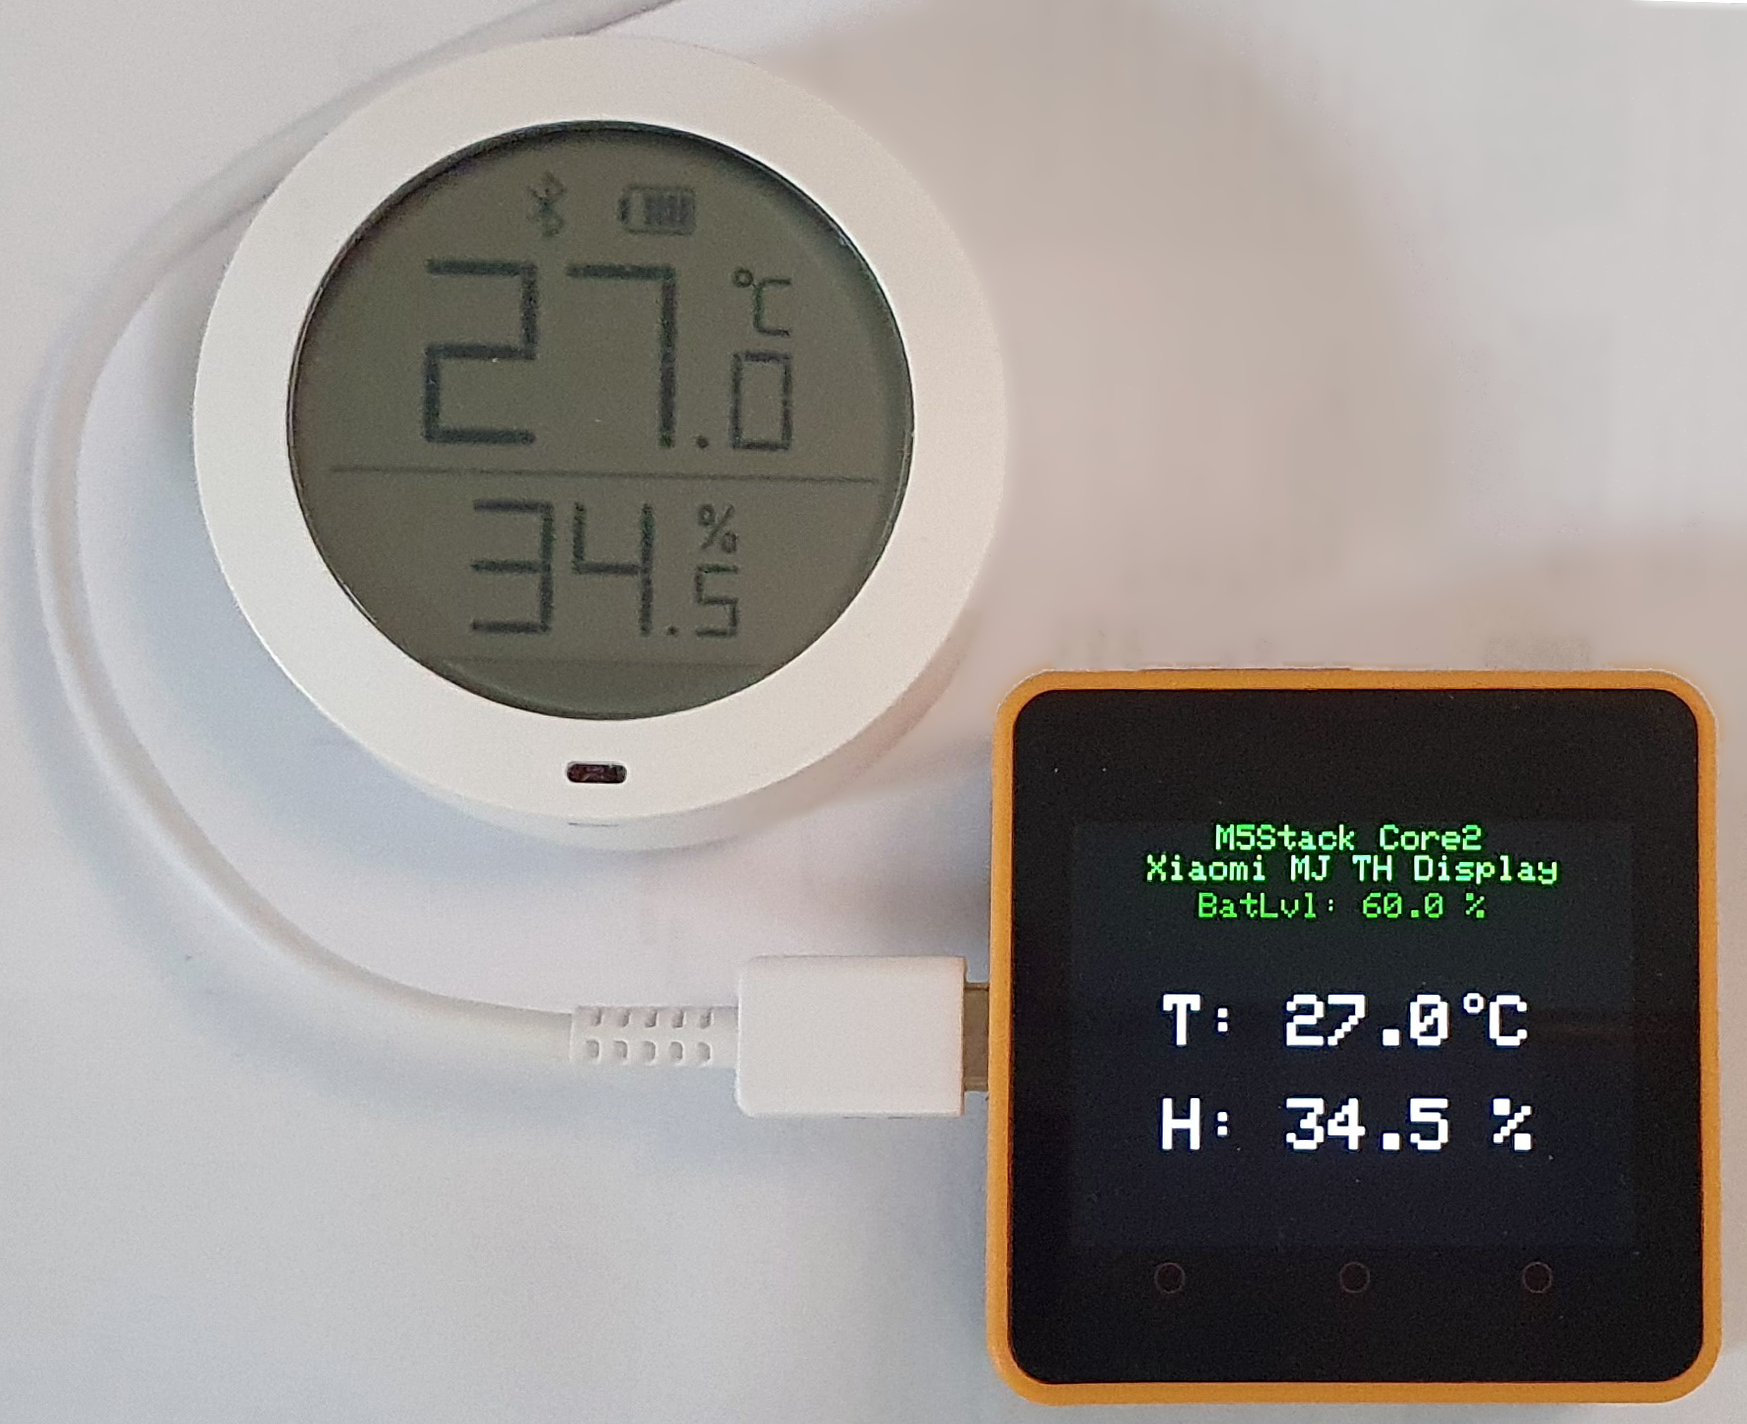 27.0 °C
34.5 %
M5Stack Core2
Xiaomi MJ TH Display
BatLvl: 60.0 %
T: 27.0°C
H: 34.5 %